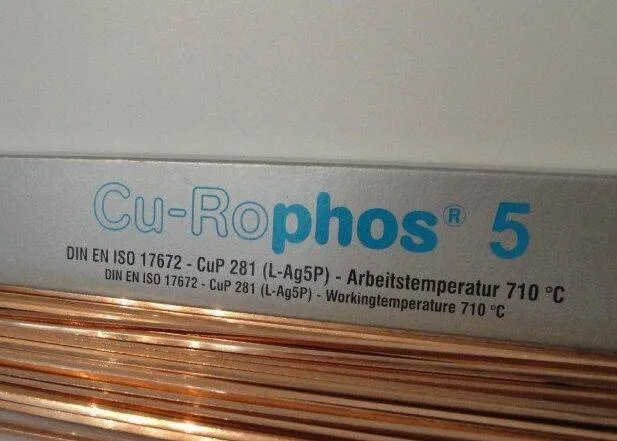 Cu-Rophos® 5
DIN EN ISO 17672 - CuP 281 (L-Ag5P) - Arbeitstemperatur 710 °C
DIN EN ISO 17672 - CuP 281 (L-Ag5P) - Workingtemperature 710 °C